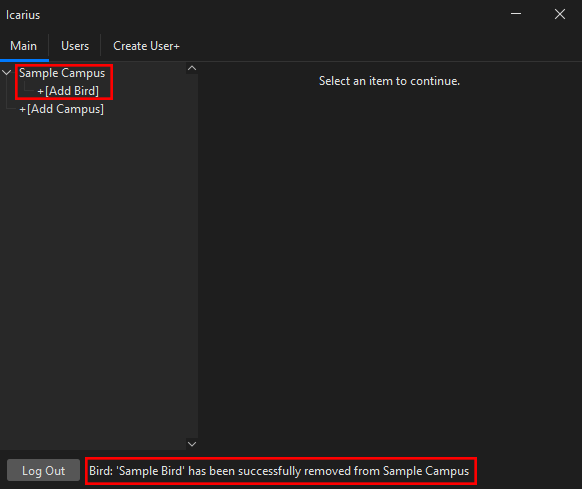 Icarius
Main Users Create User+
Sample Campus
+[Add Bird]
+[Add Campus]
Select an item to continue.
Log Out
Bird: 'Sample Bird' has been successfully removed from Sample Campus